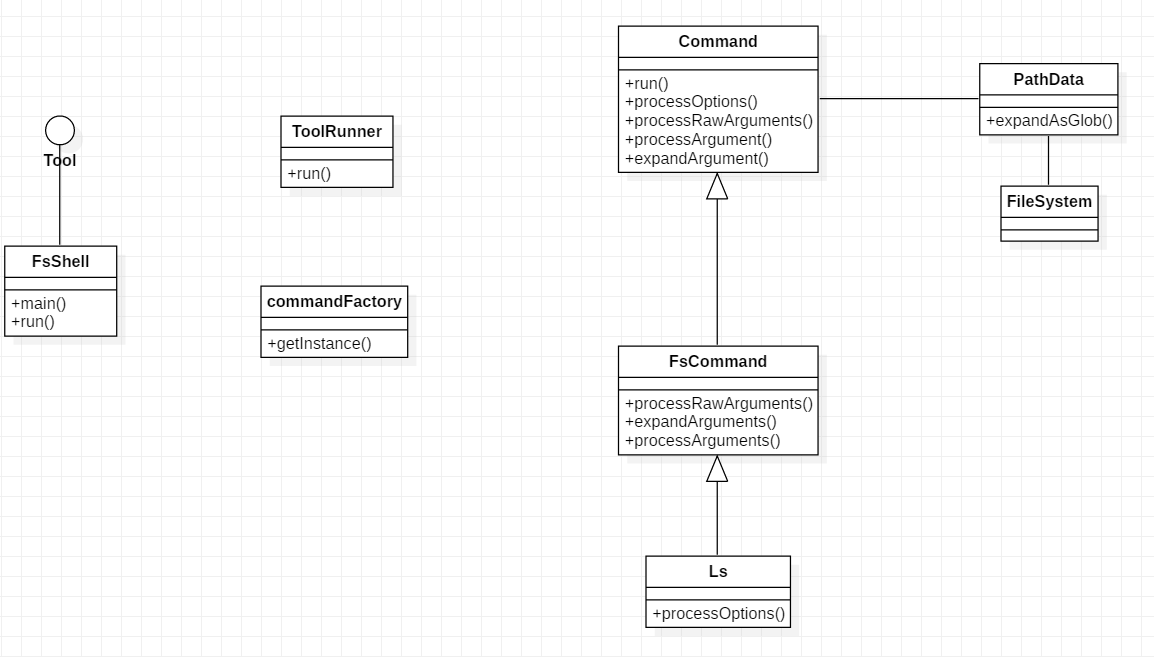 Tool
FsShell
+main()
+run()
ToolRunner
+run()
commandFactory
+getInstance()
Command
+run()
+processOptions()
+processRawArguments()
+processArgument()
+expandArgument()
FsCommand
+processRawArguments()
+expandArguments()
+processArguments()
Ls
+processOptions()
PathData
+expandAsGlob()
FileSystem